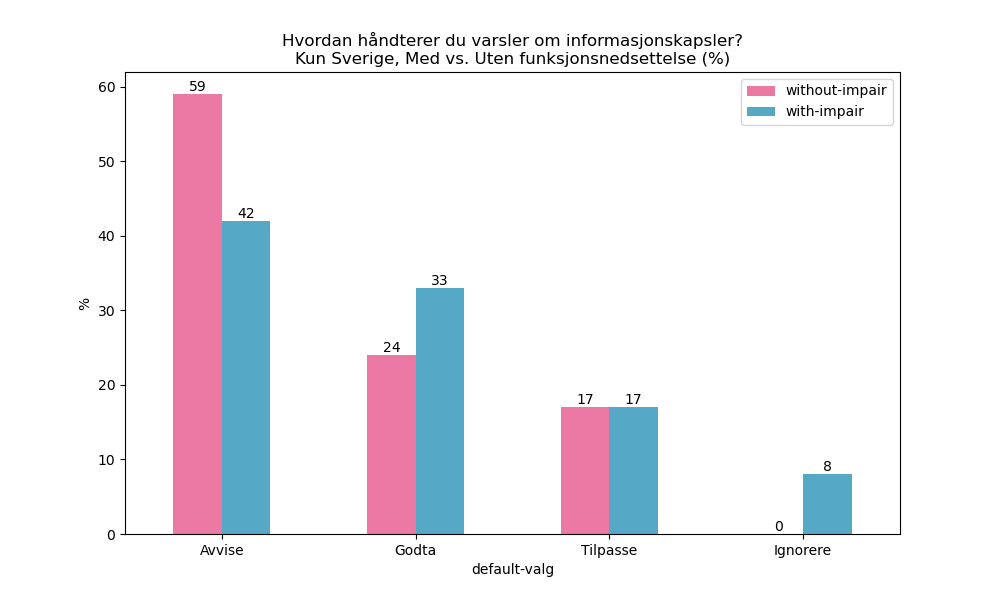 Hvordan håndterer du varsler om informasjonskapsler?
Kun Sverige, Med vs. Uten funksjonsnedsettelse (%)
without-impair
with-impair
60
50
40
30
20
10
0
%
59
42
24
33
17
17
0
8
Avvise
Godta
Tilpasse
Ignorere
default-valg